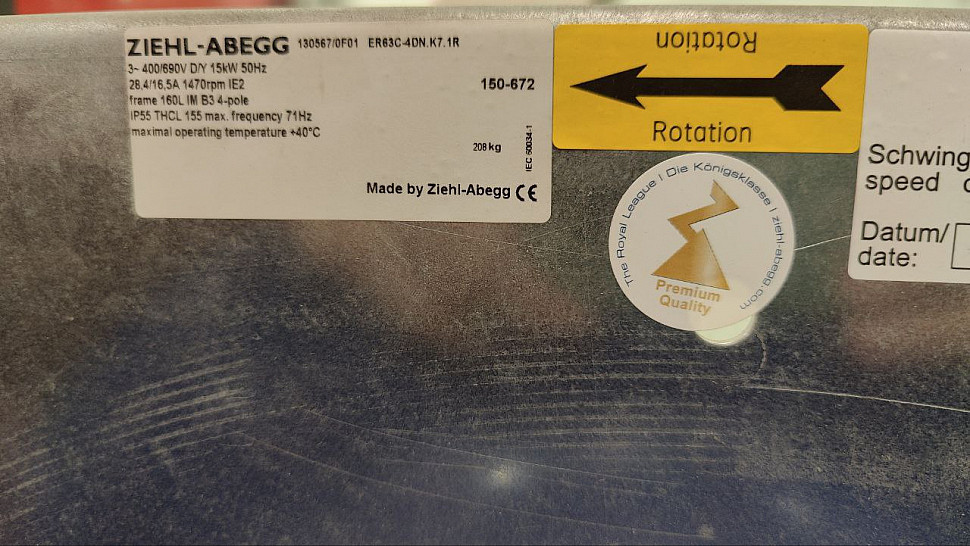 ZIEHL-ABEGG 130567/0F01 ER63C-4DN.K7.1R
3~ 400/690V D/Y 15kW 50Hz
28,4/16,5A 1470rpm IE2
frame 160L IM B3 4-pole
IP55 THCL 155 max. frequency 71Hz
maximal operating temperature +40°C
150-672
208 kg
IEC 60034-1
Made by Ziehl-Abegg CE
Rotation
Rotation
The Royal League | Die Königsklasse | ziehl-abegg.com
Premium
Quality
Schwing
speed
Datum/
date: